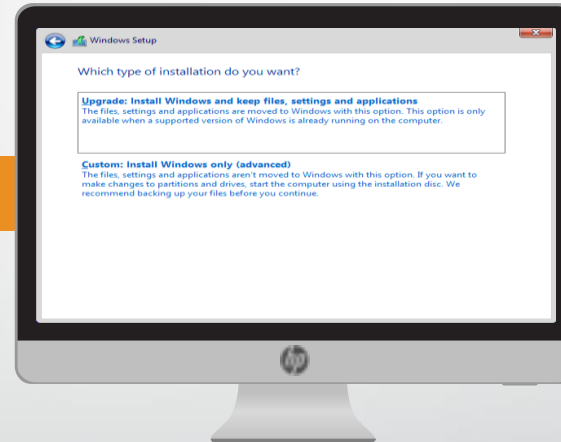 Windows Setup
Which type of installation do you want?
Upgrade: Install Windows and keep files, settings and applications
The files, settings and applications are moved to Windows with this option. This option is only
available when a supported version of Windows is already running on the computer.
Custom: Install Windows only (advanced)
The files, settings and applications aren't moved to Windows with this option. If you want to
make changes to partitions and drives, start the computer using the installation disc. We
recommend backing up your files before you continue.
hp